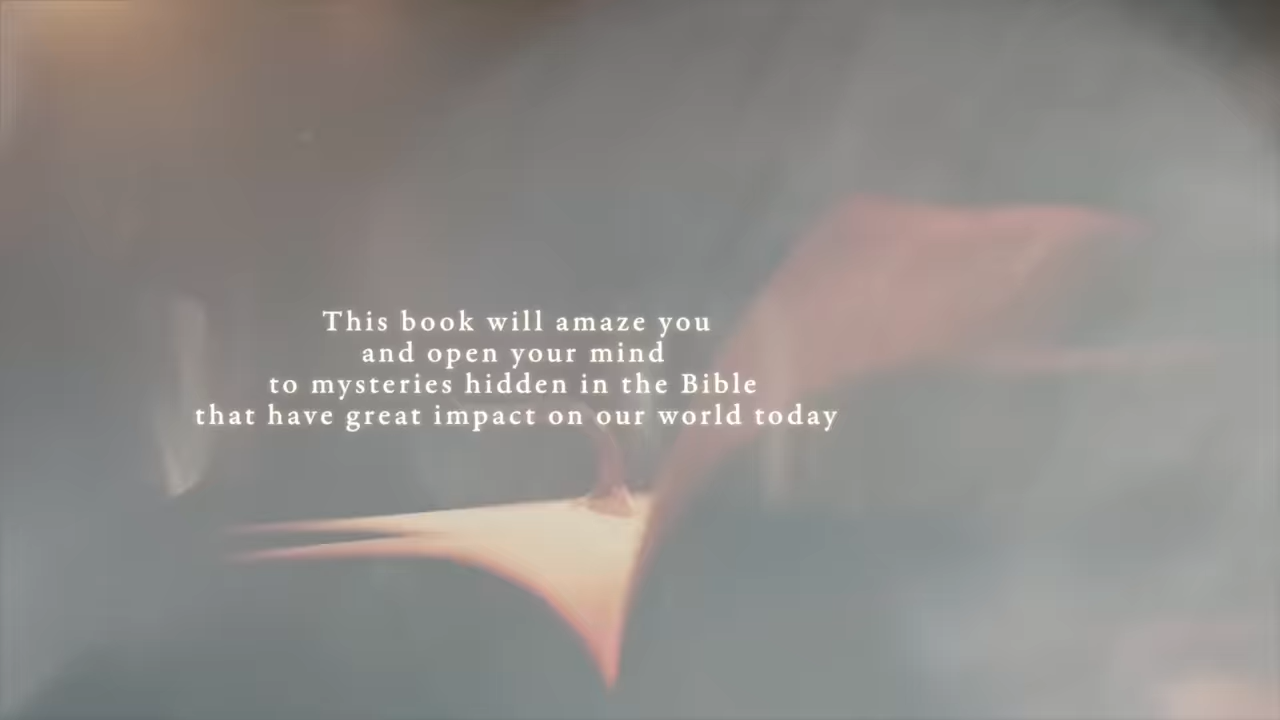 This book will amaze you
and open your mind
to mysteries hidden in the Bible
that have great impact on our world today